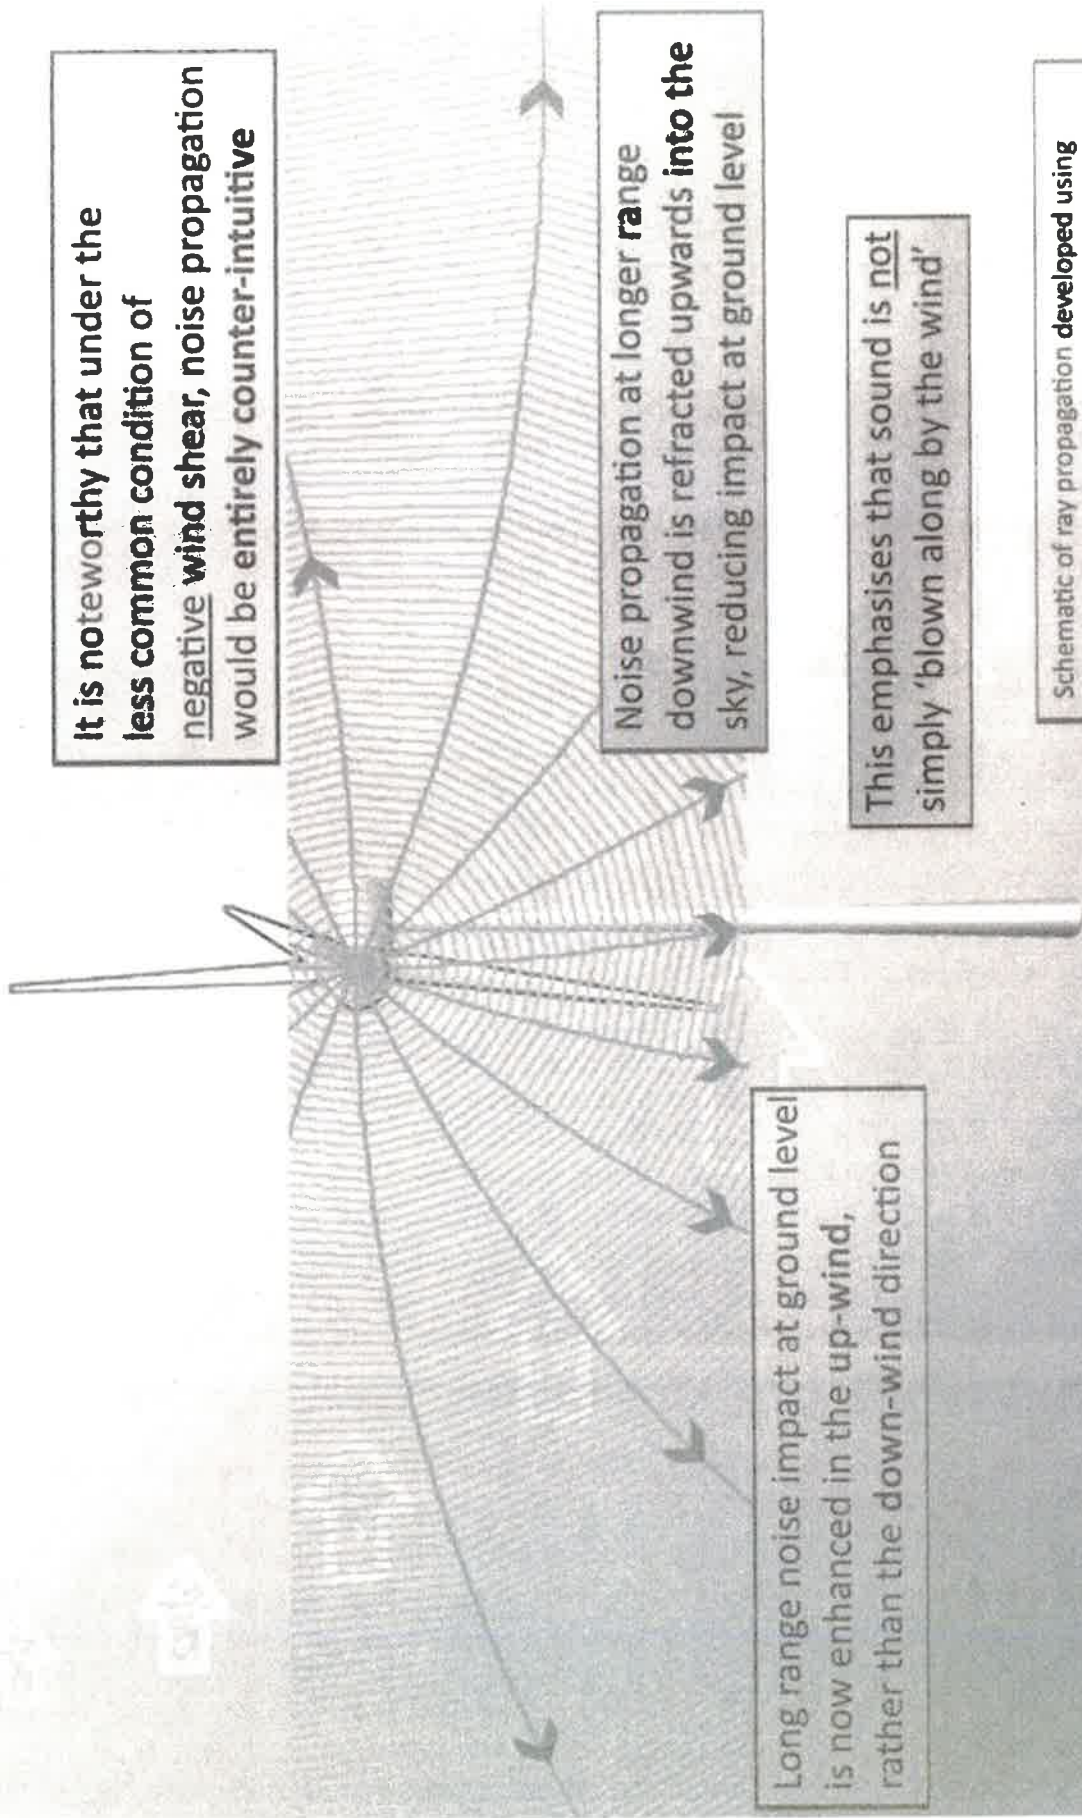 It is noteworthy that under the
less common condition of
negative wind shear, noise propagation
would be entirely counter-intuitive
Noise propagation at longer range
downwind is refracted upwards into the
sky, reducing impact at ground level
This emphasises that sound is not
simply 'blown along by the wind'
Long range noise impact at ground level
is now enhanced in the up-wind,
rather than the down-wind direction
Schematic of ray propagation developed using